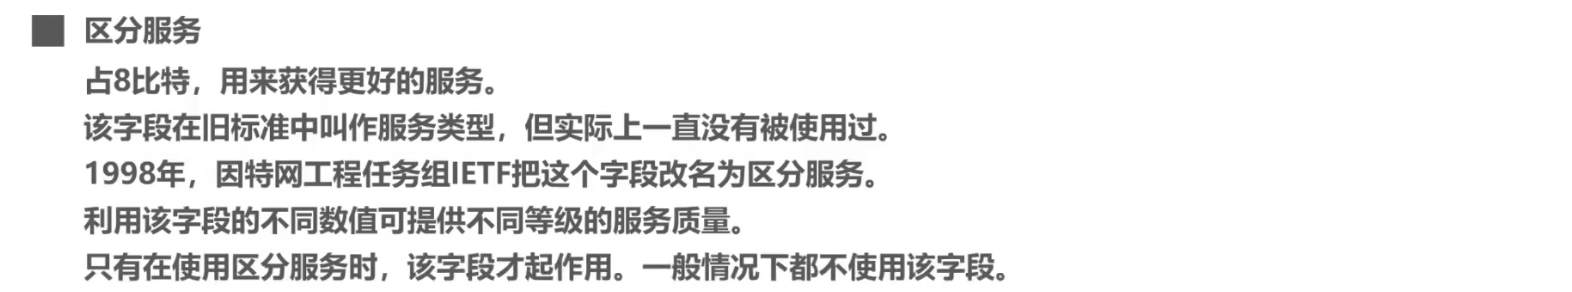 区分服务
占8比特，用来获得更好的服务。
该字段在旧标准中叫作服务类型，但实际上一直没有被使用过。
1998年，因特网工程任务组IETF把这个字段改名为区分服务。
利用该字段的不同数值可提供不同等级的服务质量。
只有在使用区分服务时，该字段才起作用。一般情况下都不使用该字段。